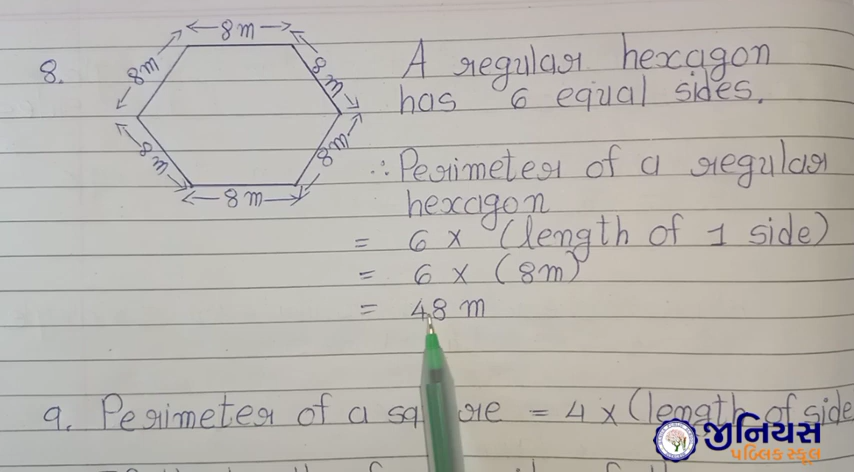 8.
8m
8m
8m
8m
8m
8m
A regular hexagon
has 6 equal sides.
∴ Perimeter of a regular
hexagon
= 6 × (length of 1 side)
= 6 × (8m)
= 48 m
9. Perimeter of a = 4 × (length of side
જીનિયસ
પબ્લિક સ્કૂલ